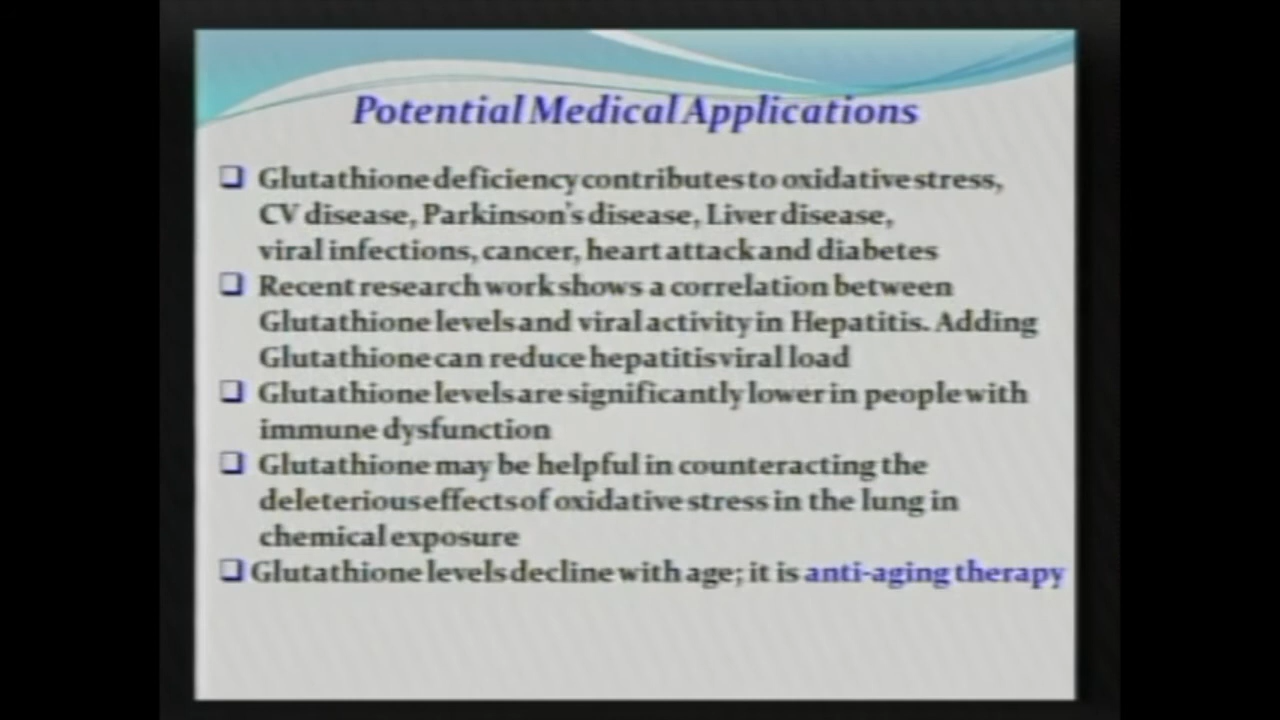 Potential Medical Applications
Glutathione deficiency contributes to oxidative stress,
CV disease, Parkinson's disease, Liver disease,
viral infections, cancer, heart attack and diabetes
Recent research work shows a correlation between
Glutathione levels and viral activity in Hepatitis. Adding
Glutathione can reduce hepatitis viral load
Glutathione levels are significantly lower in people with
immune dysfunction
Glutathione may be helpful in counteracting the
deleterious effects of oxidative stress in the lung in
chemical exposure
Glutathione levels decline with age; it is anti-aging therapy